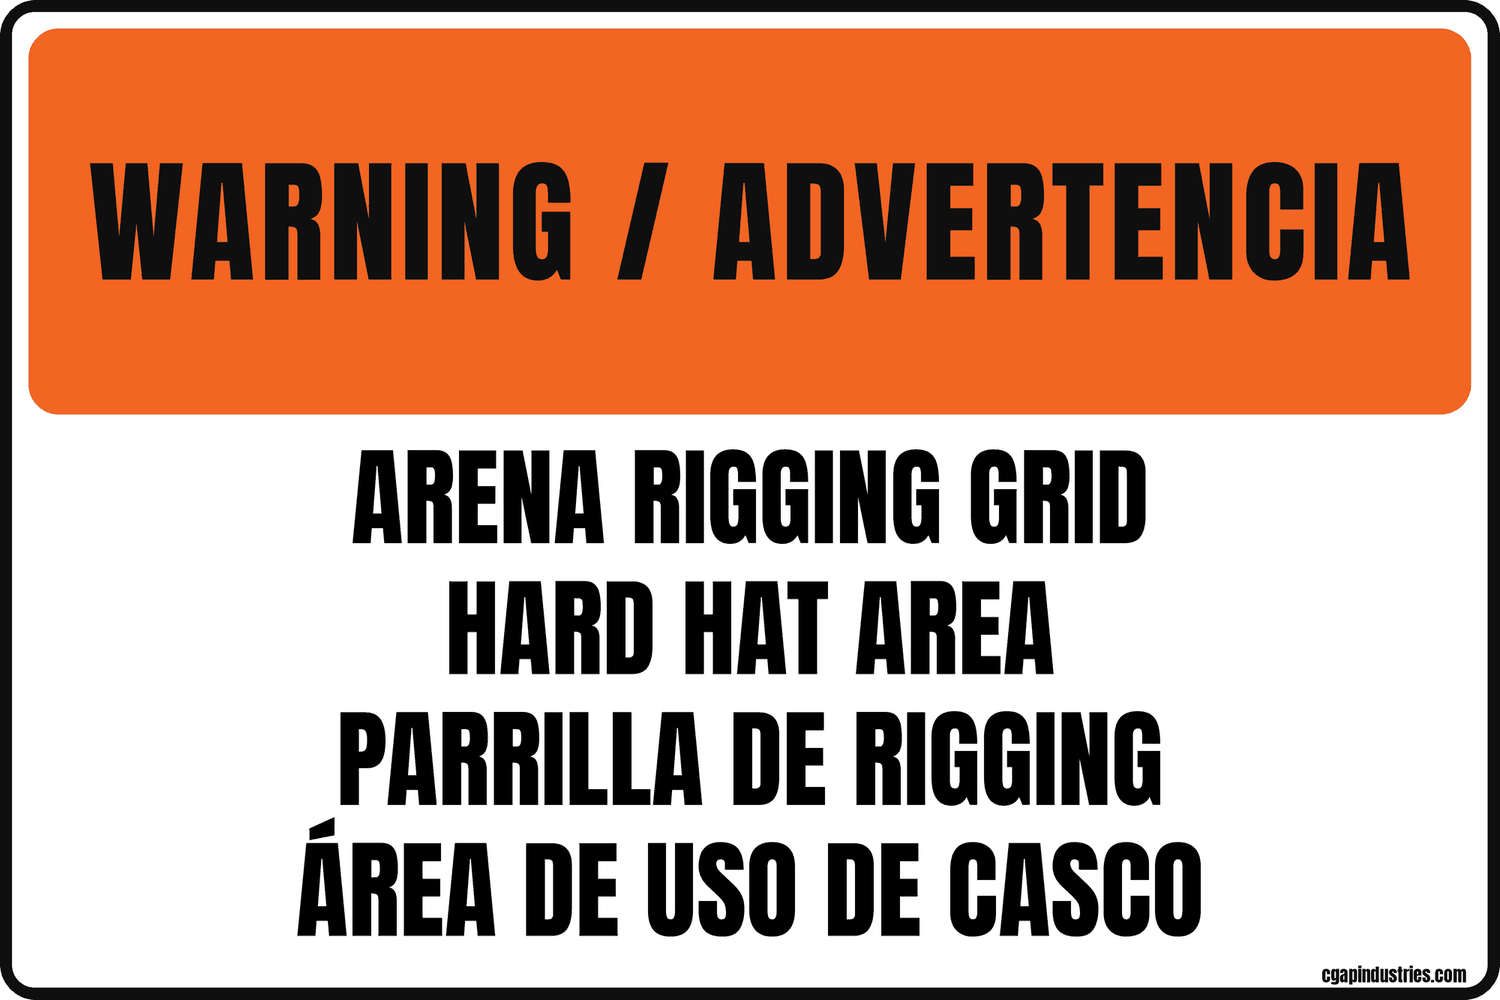 WARNING / ADVERTENCIA
ARENA RIGGING GRID
HARD HAT AREA
PARRILLA DE RIGGING
ÁREA DE USO DE CASCO
cgapindustries.com